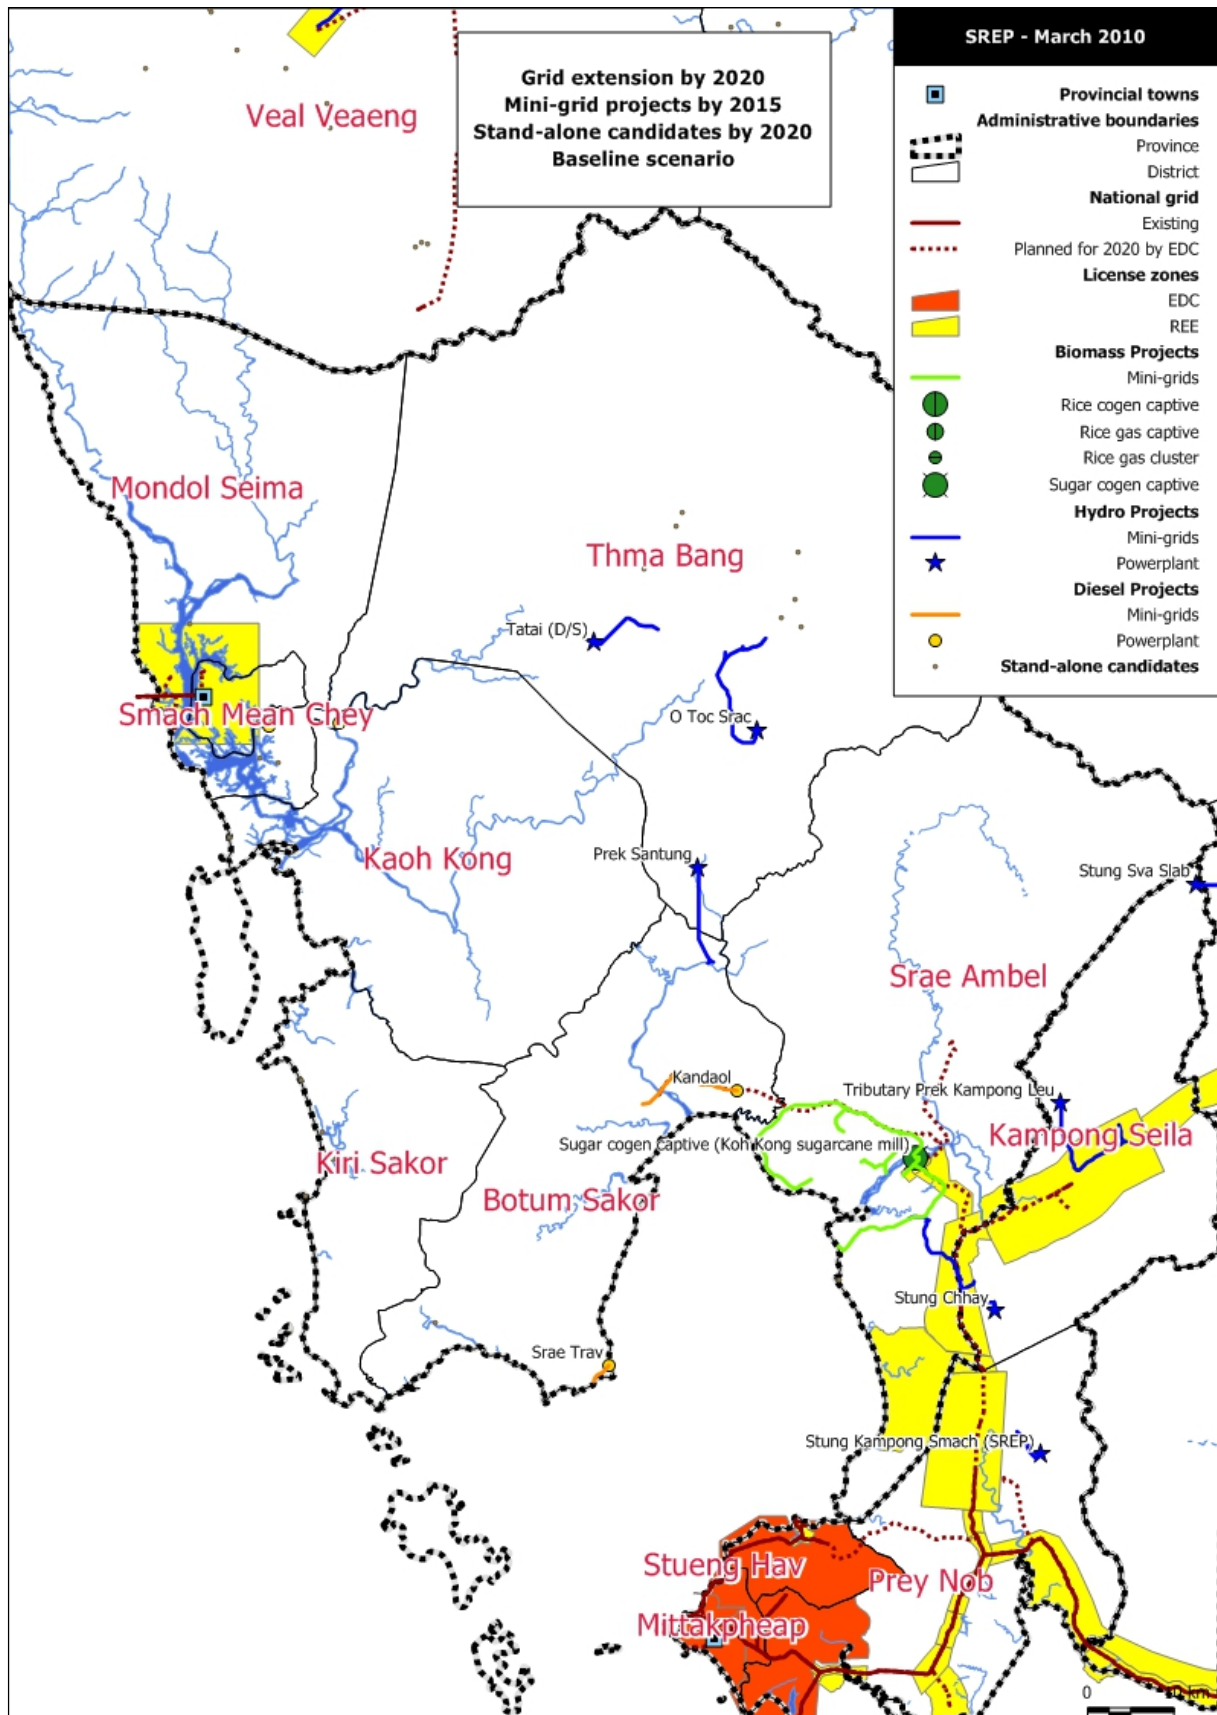 Grid extension by 2020
Mini-grid projects by 2015
Stand-alone candidates by 2020
Baseline scenario
SREP - March 2010
Provincial towns
Administrative boundaries
Province
District
National grid
Existing
Planned for 2020 by EDC
License zones
EDC
REE
Biomass Projects
Mini-grids
Rice cogen captive
Rice gas captive
Rice gas cluster
Sugar cogen captive
Hydro Projects
Mini-grids
Powerplant
Diesel Projects
Mini-grids
Powerplant
Stand-alone candidates
Veal Veaeng
Mondol Seima
Thma Bang
Tatai (D/S)
Smach Mean Chey
O Toc Srac
Kaoh Kong
Prek Santung
Stung Sva Slab
Srae Ambel
Kandaol
Tributary Prek Kampong Leu
Kampong Seila
Sugar cogen captive (Koh Kong sugarcane mill)
Kiri Sakor
Botum Sakor
Stung Chhay
Srae Trav
Stung Kampong Smach (SREP)
Stueng Hav
Prey Nob
Mittakpheap
0
km